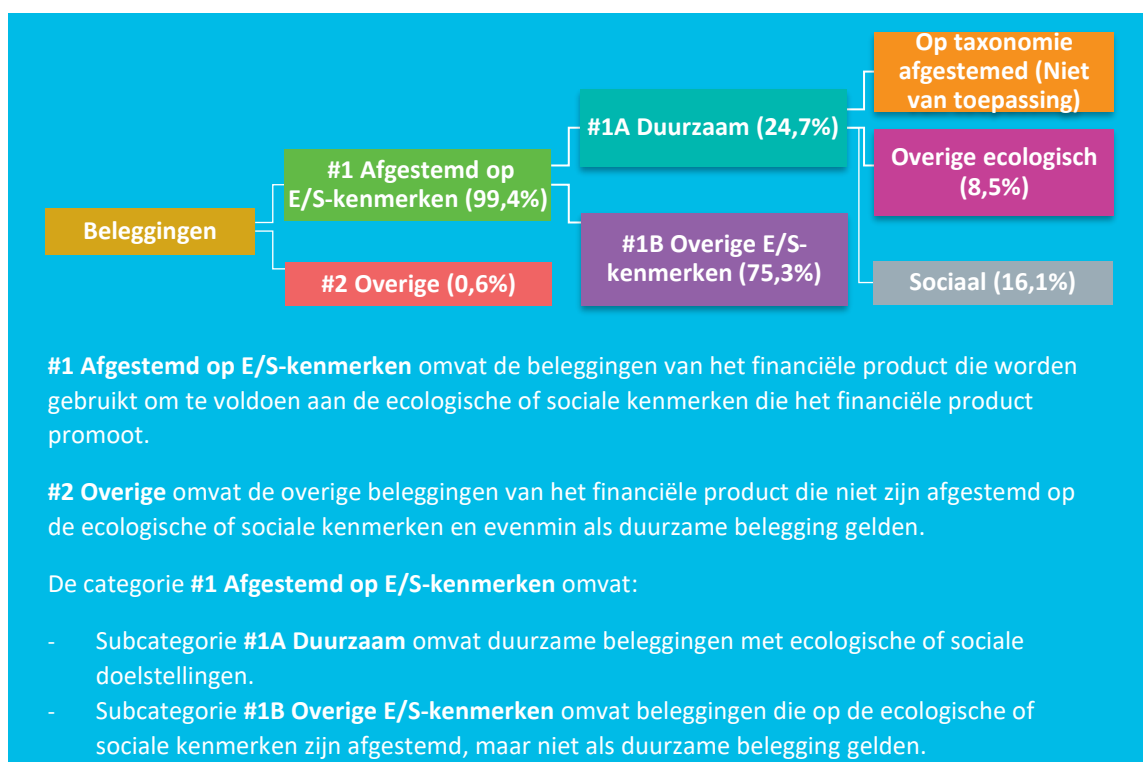 Op taxonomie
afgestemed (Niet
van toepassing)
#1A Duurzaam (24,7%)
Overige ecologisch
(8,5%)
#1 Afgestemd op
E/S-kenmerken (99,4%)
Beleggingen
#1B Overige E/S-
kenmerken (75,3%)
#2 Overige (0,6%)
Sociaal (16,1%)
#1 Afgestemd op E/S-kenmerken omvat de beleggingen van het financiële product die worden
gebruikt om te voldoen aan de ecologische of sociale kenmerken die het financiële product
promoot.
#2 Overige omvat de overige beleggingen van het financiële product die niet zijn afgestemd op
de ecologische of sociale kenmerken en evenmin als duurzame belegging gelden.
De categorie #1 Afgestemd op E/S-kenmerken omvat:
- Subcategorie #1A Duurzaam omvat duurzame beleggingen met ecologische of sociale
doelstellingen.
- Subcategorie #1B Overige E/S-kenmerken omvat beleggingen die op de ecologische of
sociale kenmerken zijn afgestemd, maar niet als duurzame belegging gelden.